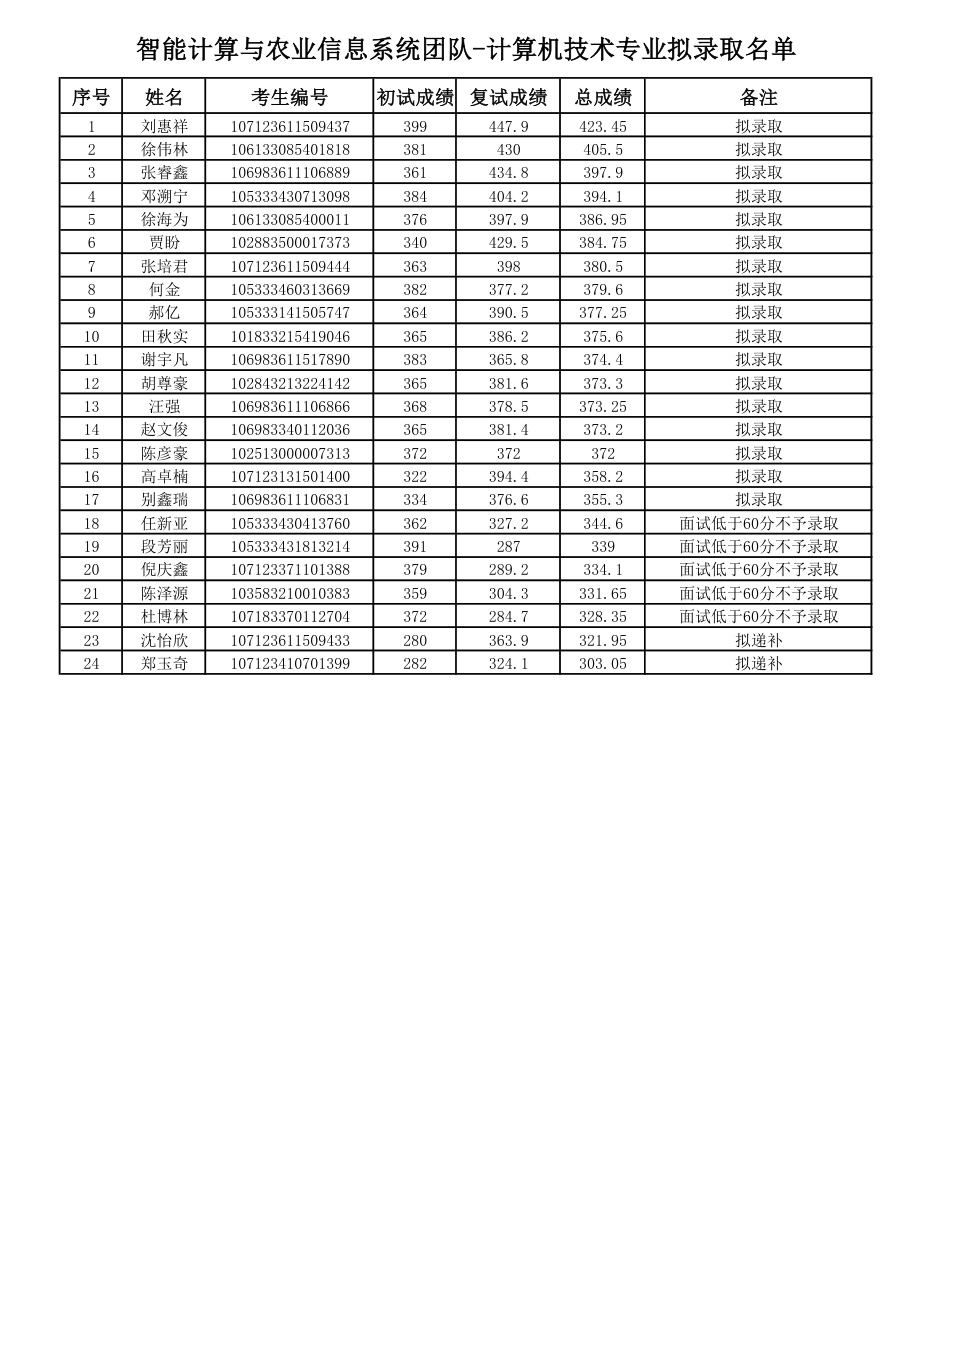 智能计算与农业信息系统团队-计算机技术专业拟录取名单
序号 姓名 考生编号 初试成绩 复试成绩 总成绩 备注
1 刘惠祥 107123611509437 399 447.9 423.45 拟录取
2 徐伟林 106133085401818 381 430 405.5 拟录取
3 张睿鑫 106983611106889 361 434.8 397.9 拟录取
4 邓溯宁 105333430713098 384 404.2 394.1 拟录取
5 徐海为 106133085400011 376 397.9 386.95 拟录取
6 贾盼 102883500017373 340 429.5 384.75 拟录取
7 张培君 107123611509444 363 398 380.5 拟录取
8 何金 105333460313669 382 377.2 379.6 拟录取
9 郝亿 105333141505747 364 390.5 377.25 拟录取
10 田秋实 101833215419046 365 386.2 375.6 拟录取
11 谢宇凡 106983611517890 383 365.8 374.4 拟录取
12 胡尊豪 102843213224142 365 381.6 373.3 拟录取
13 汪强 106983611106866 368 378.5 373.25 拟录取
14 赵文俊 106983340112036 365 381.4 373.2 拟录取
15 陈彦豪 102513000007313 372 372 372 拟录取
16 高卓楠 107123131501400 322 394.4 358.2 拟录取
17 别鑫瑞 106983611106831 334 376.6 355.3 拟录取
18 任新亚 105333430413760 362 327.2 344.6 面试低于60分不予录取
19 段芳丽 105333431813214 391 287 339 面试低于60分不予录取
20 倪庆鑫 107123371101388 379 289.2 334.1 面试低于60分不予录取
21 陈泽源 103583210010383 359 304.3 331.65 面试低于60分不予录取
22 杜博林 107183370112704 372 284.7 328.35 面试低于60分不予录取
23 沈怡欣 107123611509433 280 363.9 321.95 拟递补
24 郑玉奇 107123410701399 282 324.1 303.05 拟递补